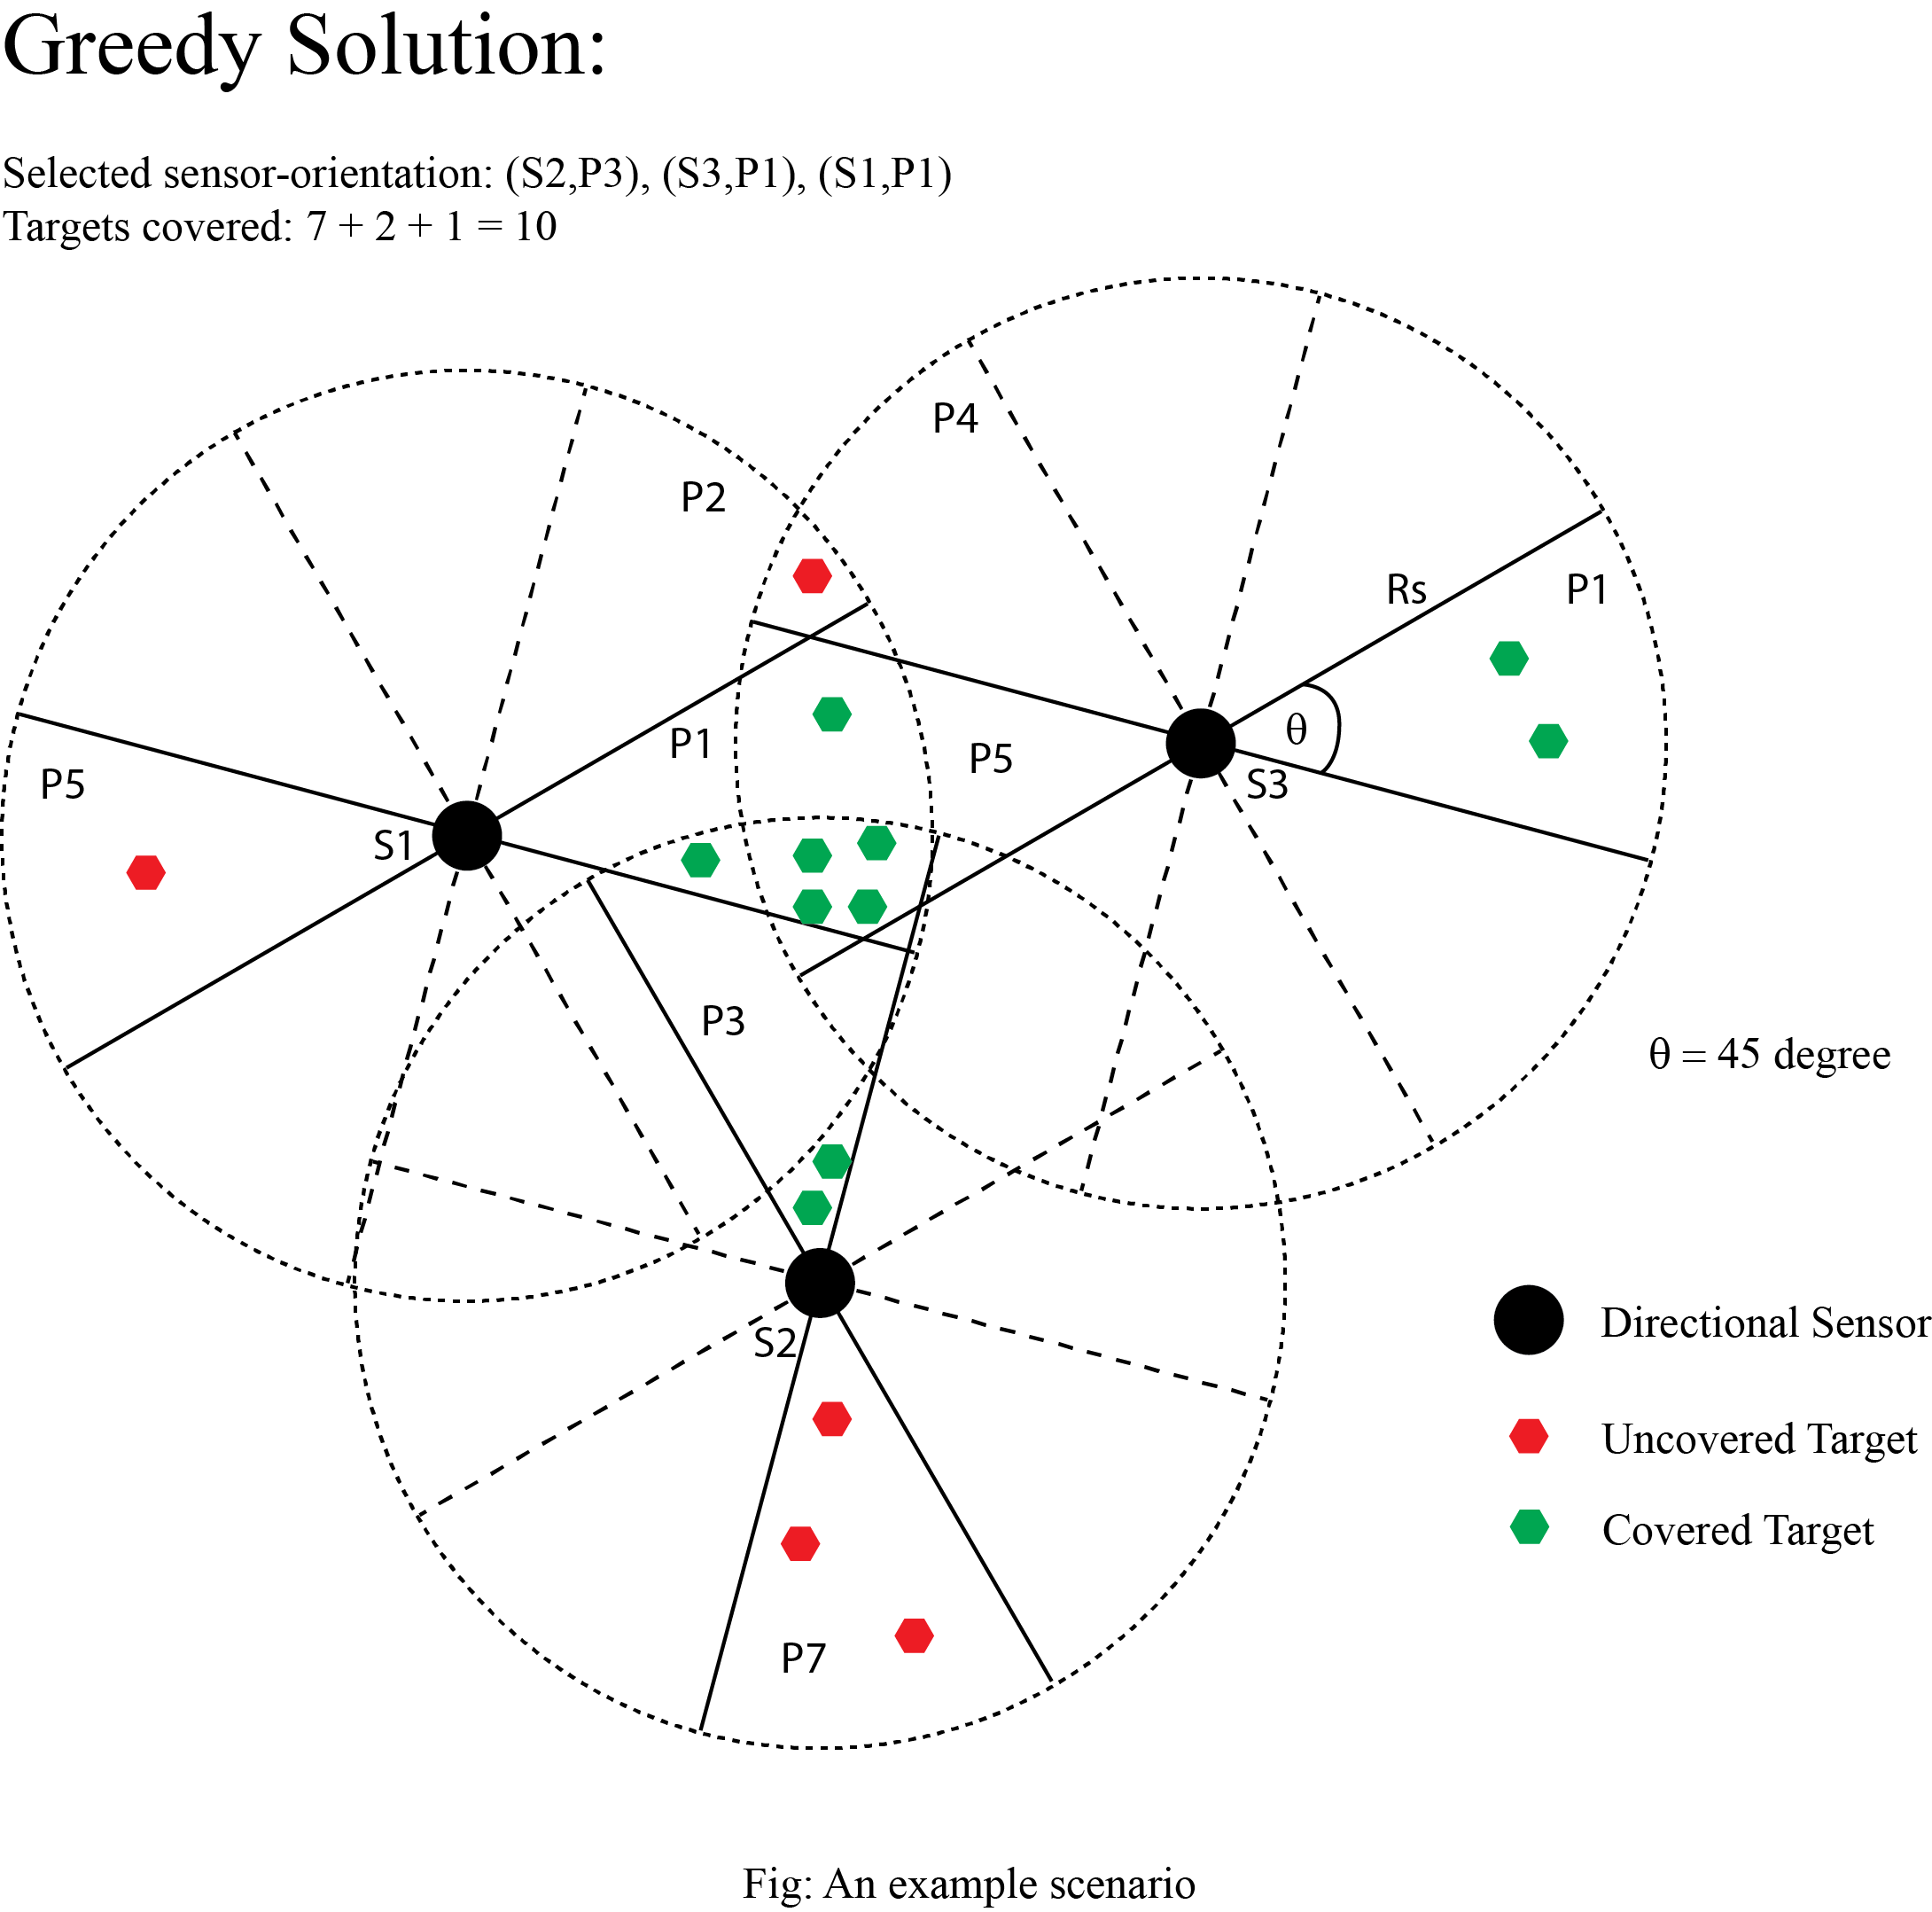 Greedy Solution:
Selected sensor-orientation: (S2,P3), (S3,P1), (S1,P1)
Targets covered: 7 + 2 + 1 = 10
P4
P2
Rs
P1
P1
P5
θ
S3
P5
S1
P3
θ = 45 degree
S2
Directional Sensor
Uncovered Target
Covered Target
P7
Fig: An example scenario